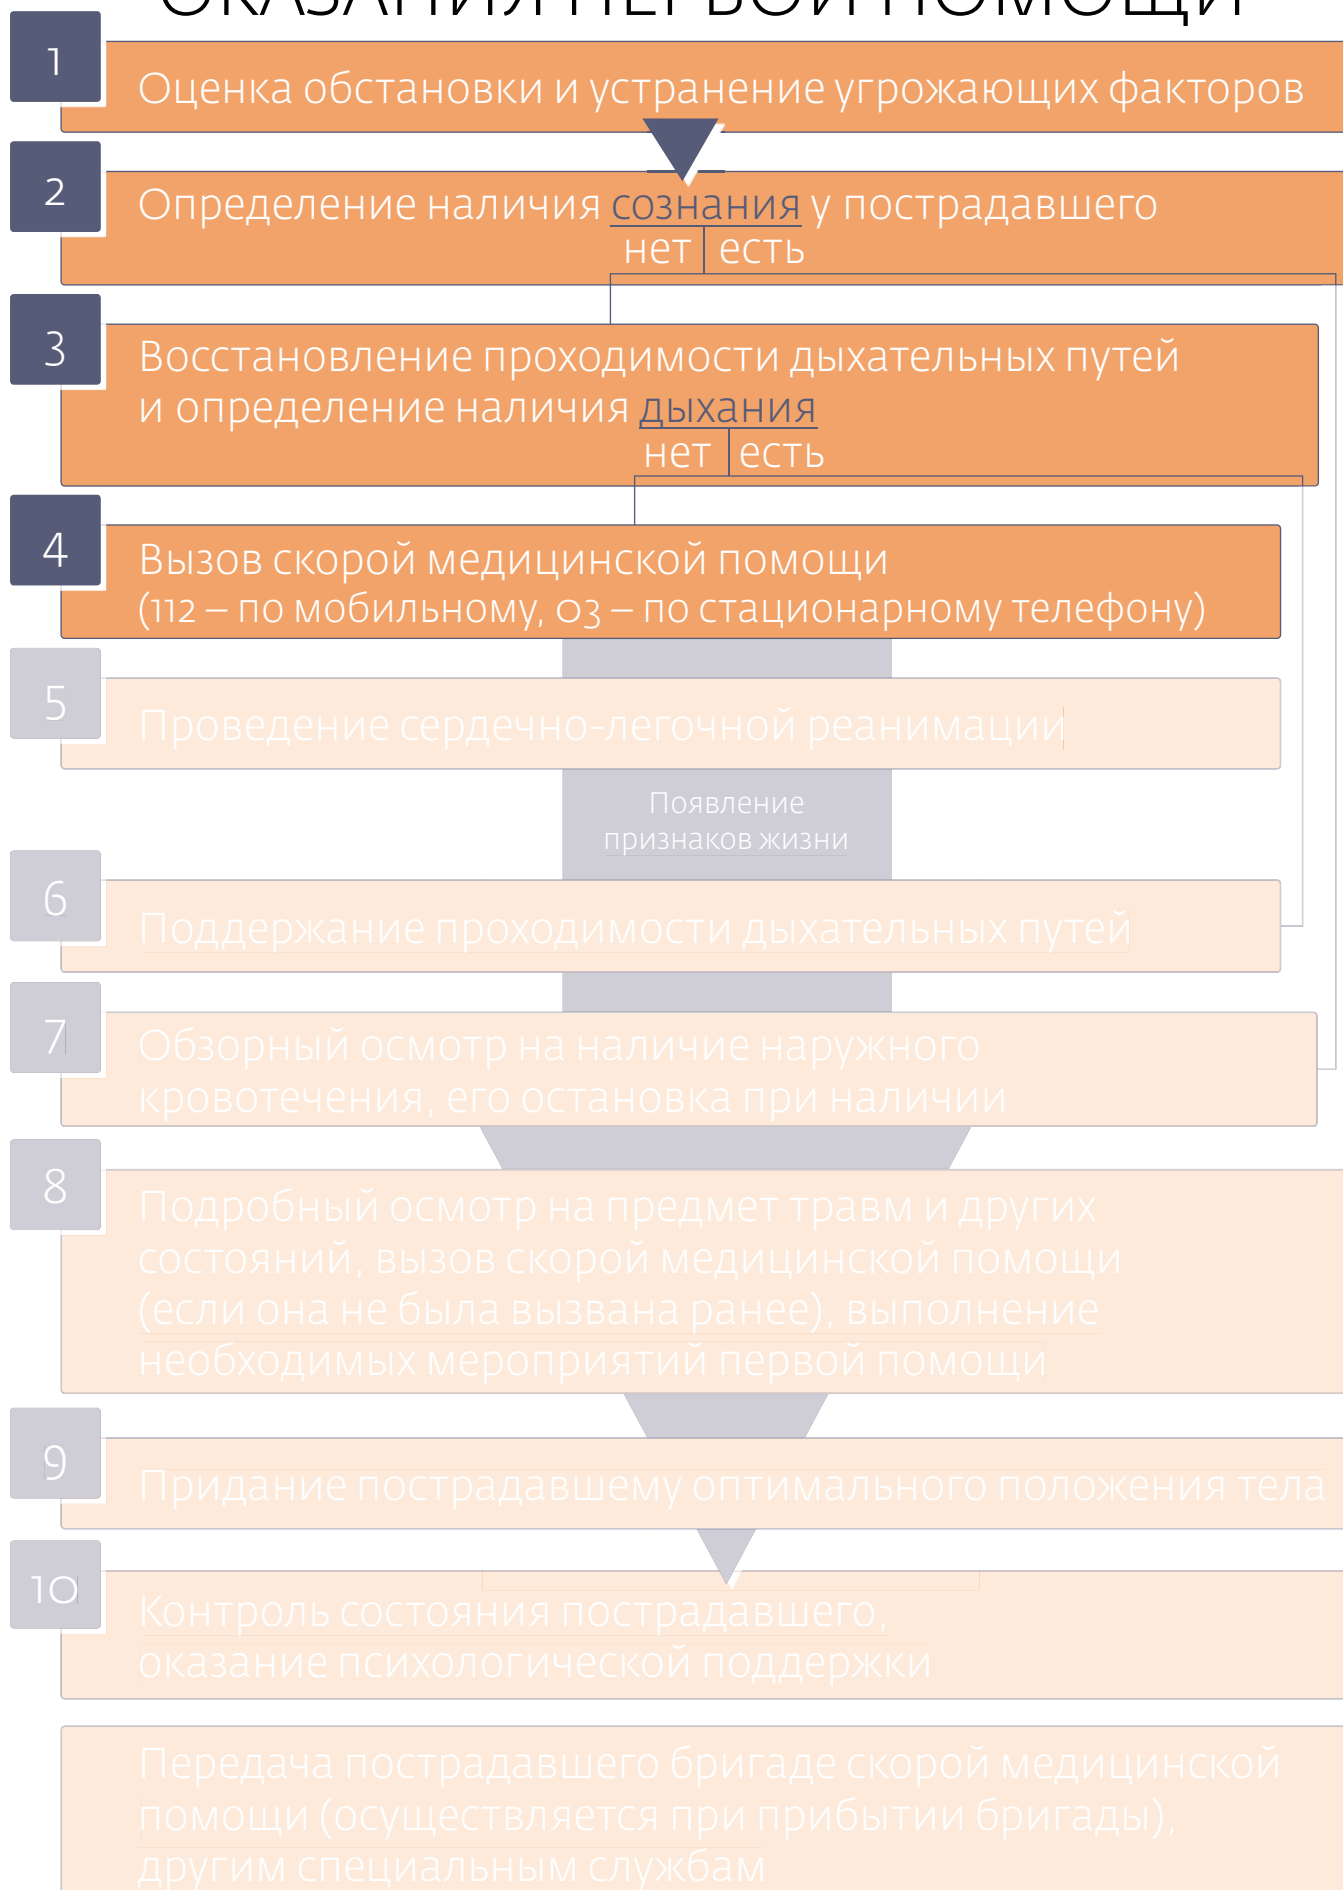 ОКАЗАНИЯ ПЕРВОЙ ПОМОЩИ
1
Оценка обстановки и устранение угрожающих факторов
2
Определение наличия сознания у пострадавшего
нет есть
3
Восстановление проходимости дыхательных путей
и определение наличия дыхания
нет есть
4
Вызов скорой медицинской помощи
(112 – по мобильному, 03 – по стационарному телефону)
5
Проведение сердечно-легочной реанимации
Появление
признаков жизни
6
Поддержание проходимости дыхательных путей
7
Обзорный осмотр на наличие наружного
кровотечения, его остановка при наличии
8
Подробный осмотр на предмет травм и других
состояний, вызов скорой медицинской помощи
(если она не была вызвана ранее), выполнение
необходимых мероприятий первой помощи
9
Придание пострадавшему оптимального положения тела
10
Контроль состояния пострадавшего,
оказание психологической поддержки
Передача пострадавшего бригаде скорой медицинской
помощи (осуществляется при прибытии бригады),
другим специальным службам